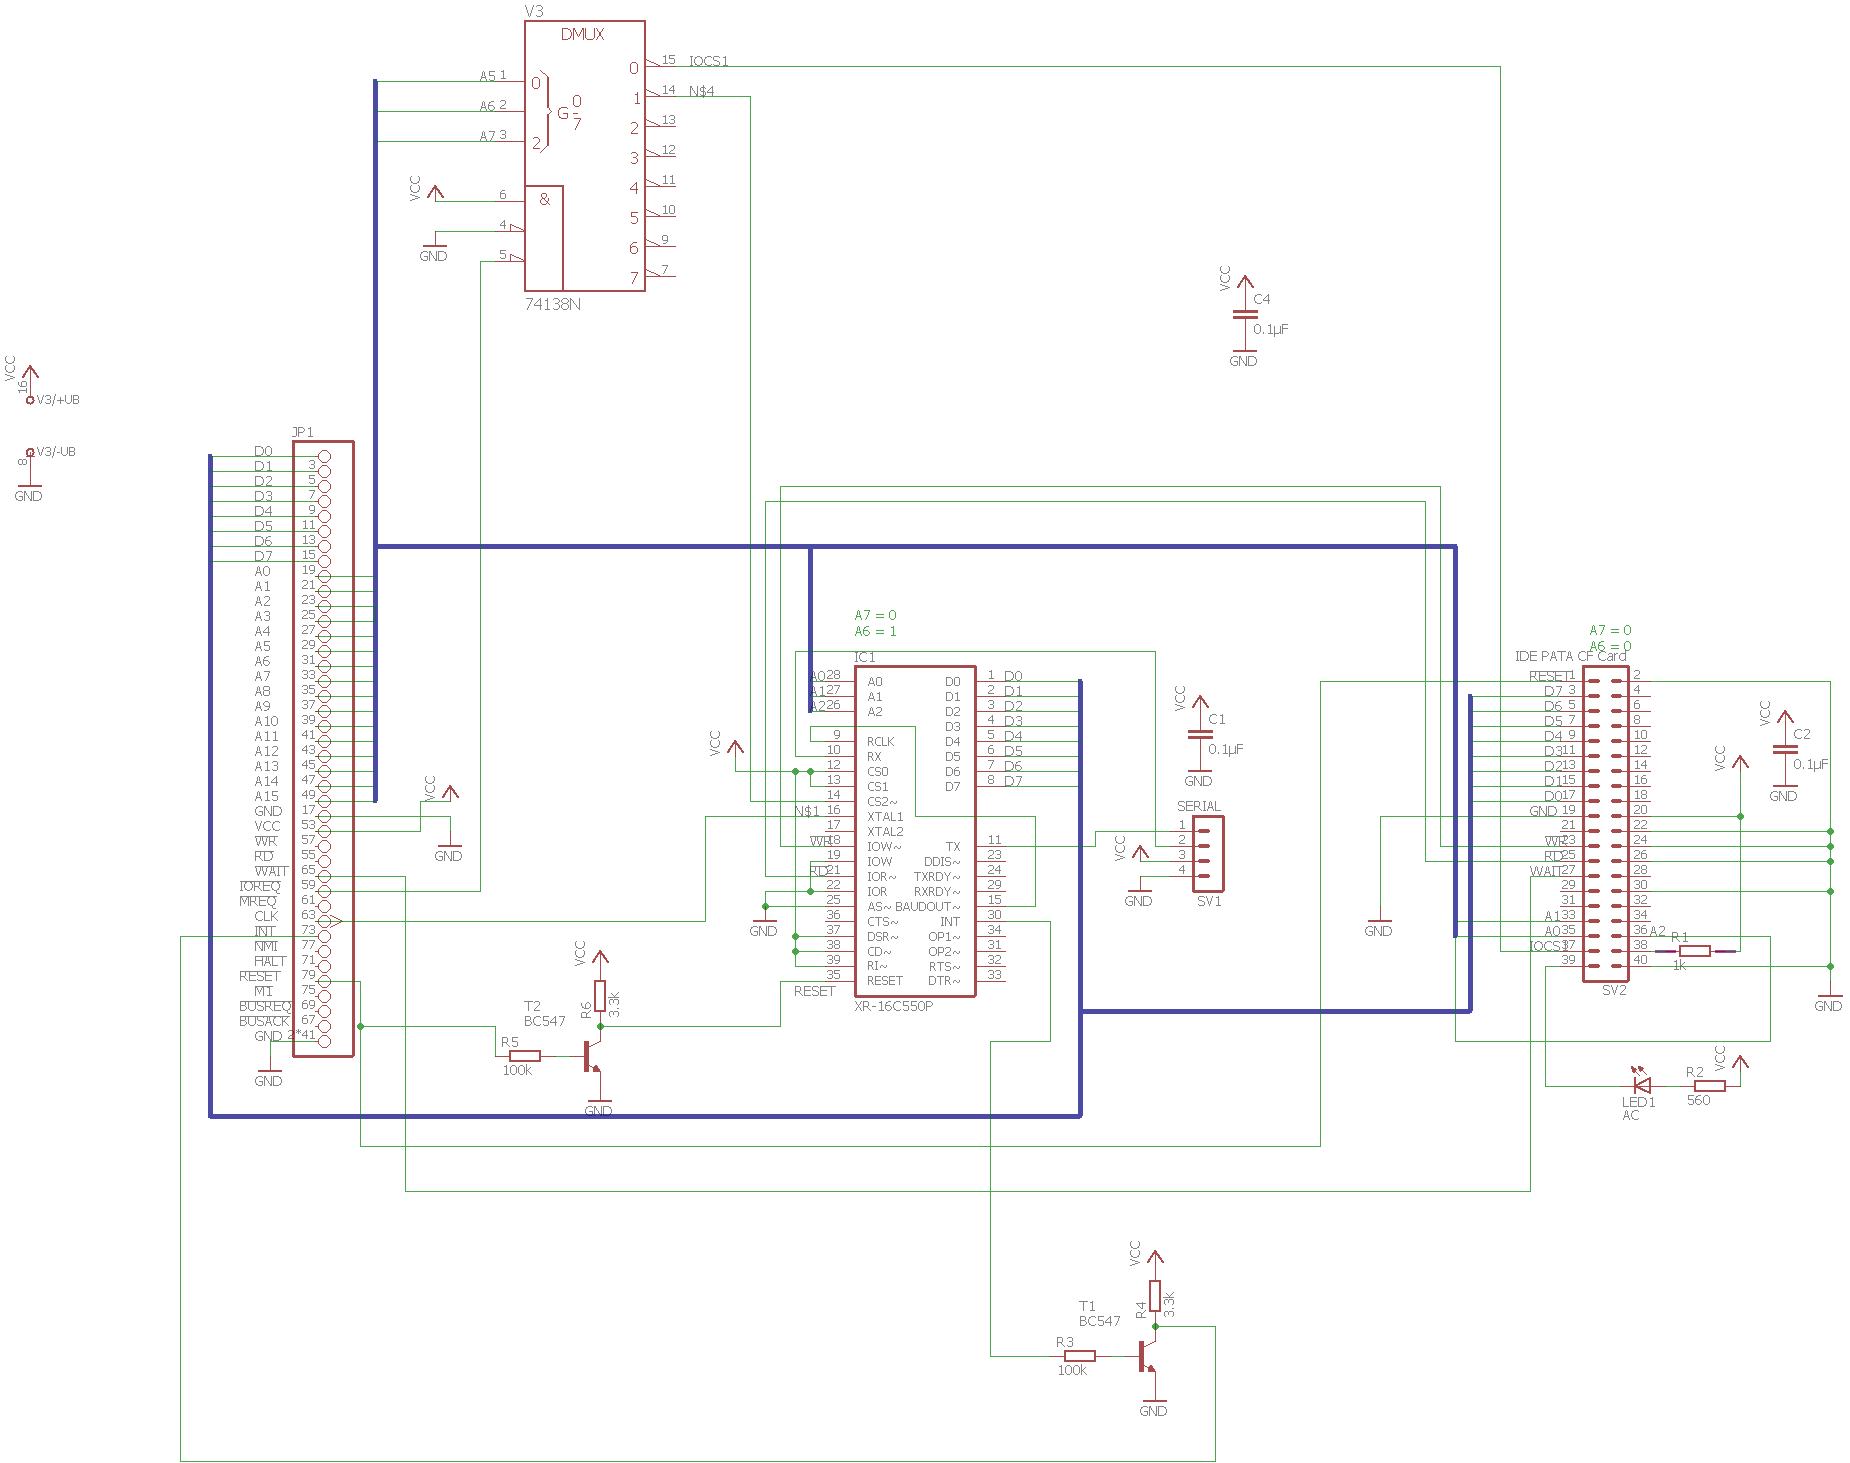 V3
DMUX
A5 1
A6 2
A7 3
0
2
G
0
-
7
&
6
4
5
VCC
GND
0 15 IOCS1
1 14 N$4
2 13
3 12
4 11
5 10
6 9
7 7
74138N
VCC
C4
0.1µF
GND
VCC
16
V3/+UB
V3/-UB
8
GND
JP1
D0
D1 3
D2 5
D3 7
D4 9
D5 11
D6 13
D7 15
A0 19
A1 21
A2 23
A3 25
A4 27
A5 29
A6 31
A7 33
A8 35
A9 37
A10 39
A11 41
A12 43
A13 45
A14 47
A15 49
GND 17
VCC 53
WR 57
RD 55
WAIT 65
IOREQ 59
MREQ 61
CLK 63
INT 73
NMI 77
HALT 71
RESET 79
M1 75
BUSREQ 69
BUSACK 67
GND 2*41
GND
VCC
GND
A7 = 0
A6 = 1
IC1
A0 28 A0
A1 27 A1
A2 26 A2
9 RCLK
10 RX
12 CS0
13 CS1
14 CS2~
N$1 16 XTAL1
17 XTAL2
WR 18 IOW~
19 IOW
RD 21 IOR~
22 IOR
25 AS~
36 CTS~
37 DSR~
38 CD~
39 RI~
RESET 35 RESET
D0 1 D0
D1 2 D1
D2 3 D2
D3 4 D3
D4 5 D4
D5 6 D5
D6 7 D6
D7 8 D7
TX 11
DDIS~ 23
TXRDY~ 24
RXRDY~ 29
BAUDOUT~ 15
INT 30
OP1~ 34
OP2~ 31
RTS~ 32
DTR~ 33
XR-16C550P
VCC
GND
VCC
C1
0.1µF
GND
SERIAL
1
2
3
4
VCC
GND
SV1
A7 = 0
A6 = 0
IDE PATA CF Card
RESET 1 2
D7 3 4
D6 5 6
D5 7 8
D4 9 10
D3 11 12
D2 13 14
D1 15 16
D0 17 18
GND 19 20
21 22
WR 23 24
RD 25 26
WAIT 27 28
29 30
31 32
A1 33 34
A0 35 36 A2
IOCS1 37 38
39 40
SV2
GND
R1
1k
VCC
VCC
C2
0.1µF
GND
GND
LED1
AC
R2
560
VCC
T2
BC547
R5
100k
R6
3.3k
VCC
GND
T1
BC547
R3
100k
R4
3.3k
VCC
GND